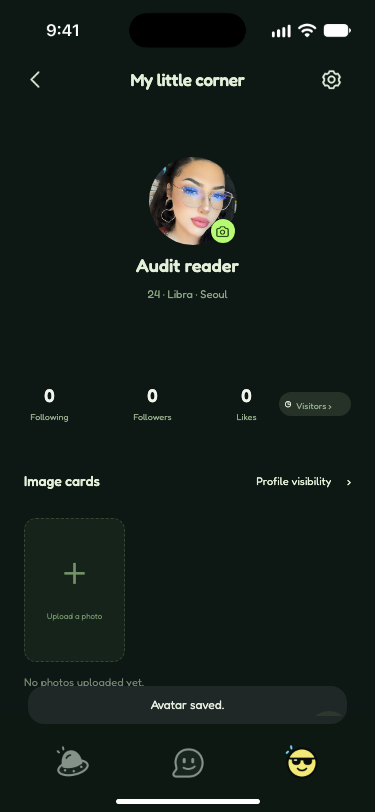 9:41
My little corner
Audit reader
24 · Libra · Seoul
0
Following
0
Followers
0
Likes
Visitors ›
Image cards
Profile visibility ›
Upload a photo
No photos uploaded yet.
Avatar saved.